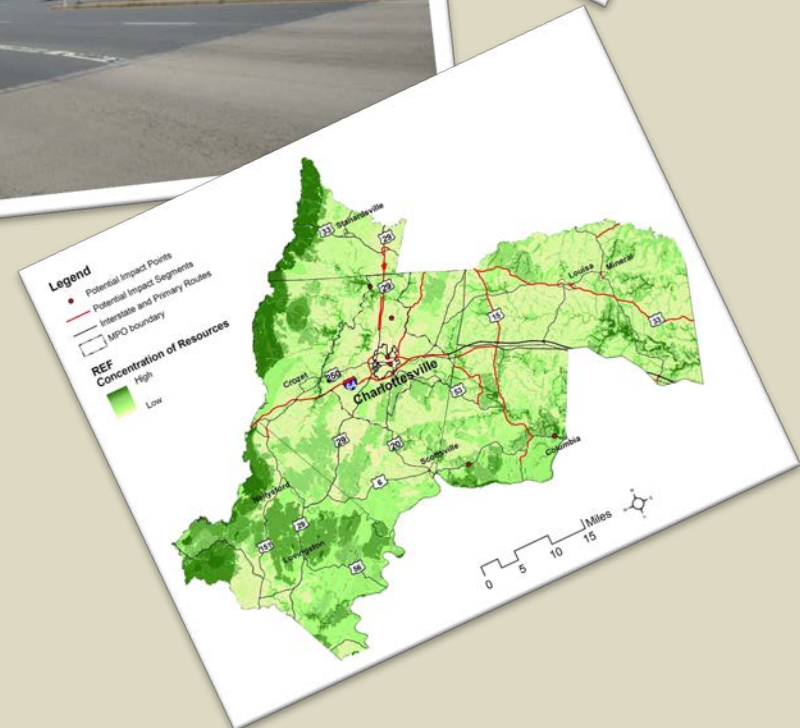 Legend
Potential Impact Points
Potential Impact Segments
Interstate and Primary Routes
MPO boundary
REF
Concentration of Resources
High
Low
33
Stanardsville
29
29
Louisa
Mineral
15
33
Crozet
250
64
Charlottesville
53
29
20
Scottsville
Columbia
6
Nellysford
29
151
Lovingston
56
Miles
0
5
10
15